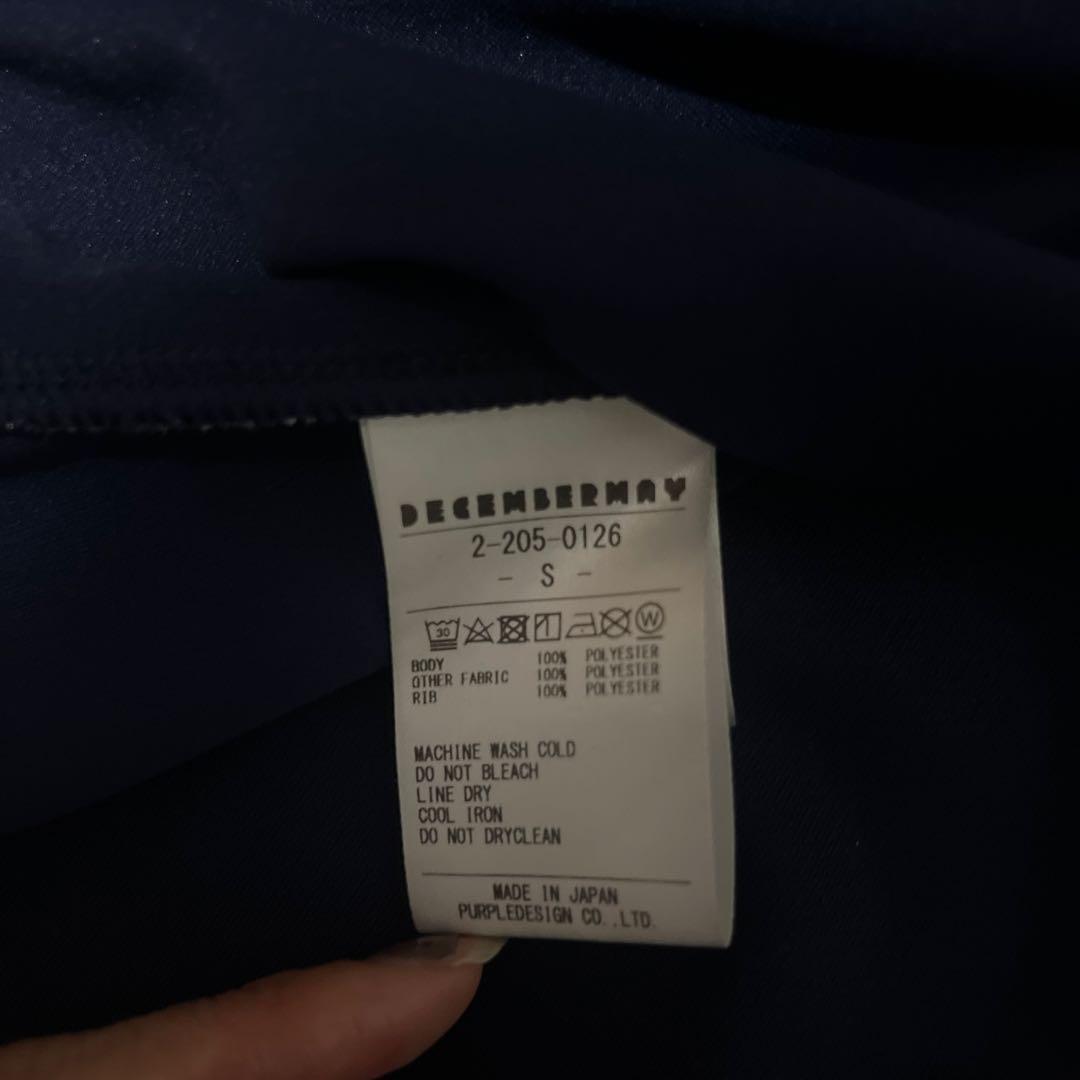 DECEMBERMAY
2-205-0126
- S -
30 W
BODY 100% POLYESTER
OTHER FABRIC 100% POLYESTER
RIB 100% POLYESTER
MACHINE WASH COLD
DO NOT BLEACH
LINE DRY
COOL IRON
DO NOT DRYCLEAN
MADE IN JAPAN
PURPLEDESIGN CO.,LTD.